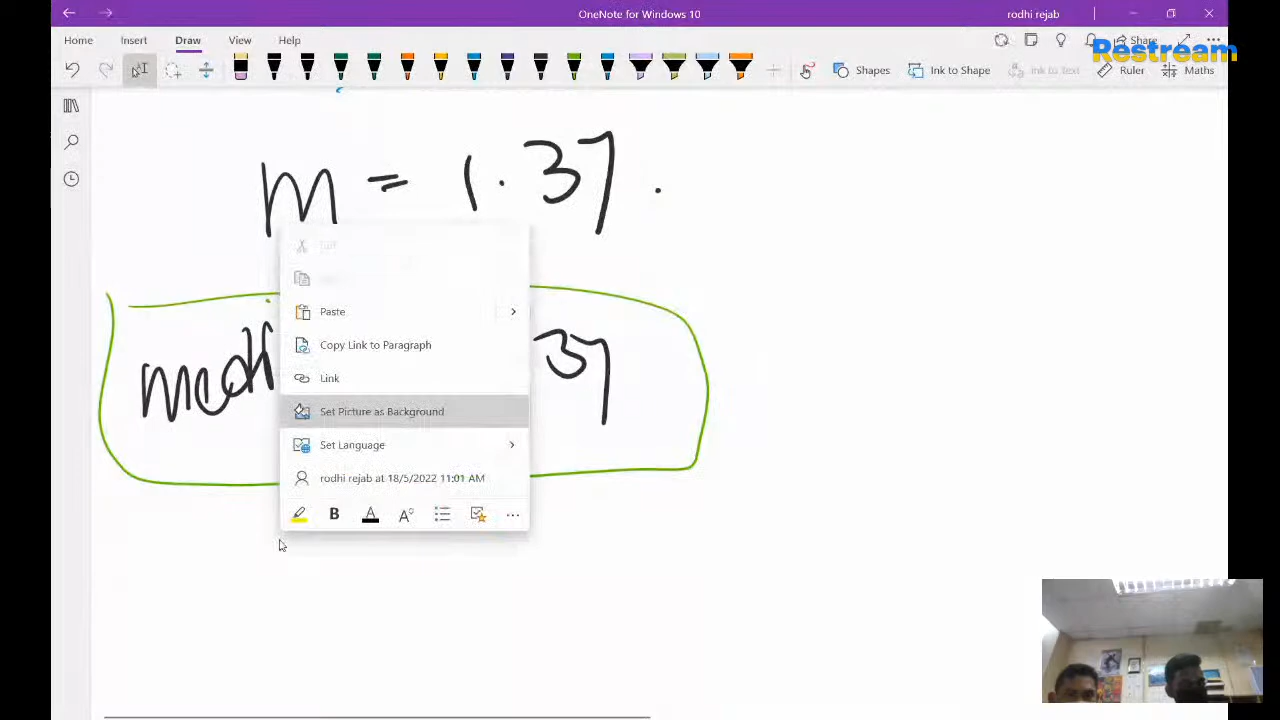 OneNote for Windows 10
rodhi rejab
Home Insert Draw View Help
Share
Restream
Shapes Ink to Shape Ink to Text Ruler Maths
m = 1.37.
Cut
Paste
Copy Link to Paragraph
37
Link
Set Picture as Background
Set Language
rodhi rejab at 18/5/2022 11:01 AM
B A A